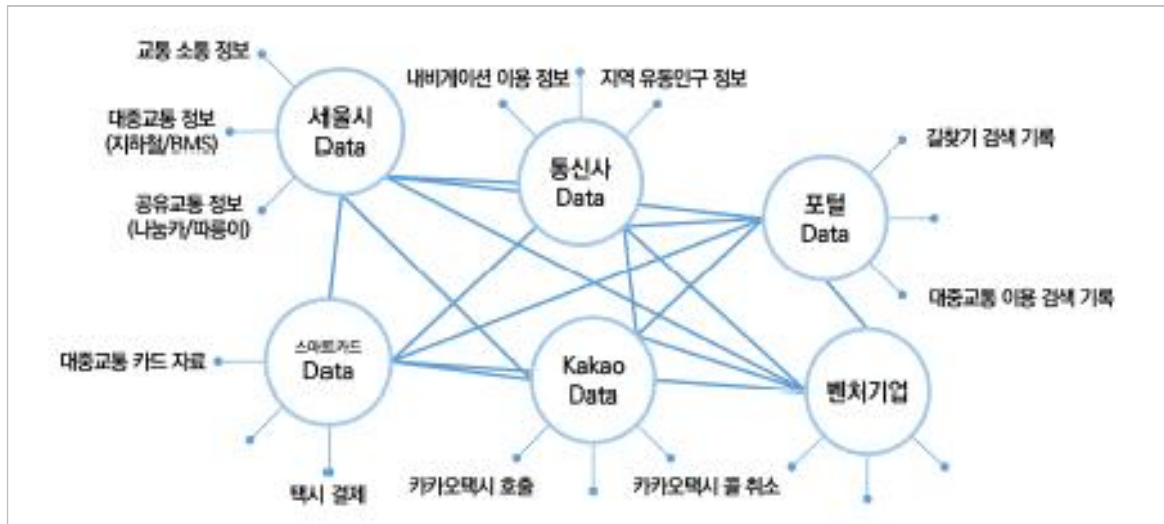 교통 소통 정보
대중교통 정보
(지하철/BMS)
공유교통 정보
(나눔카/따릉이)
세울시
Data
내비게이션 이용 정보
지역 유동인구 정보
통신사
Data
길찾기 검색 기록
포털
Data
대중교통 이용 검색 기록
대중교통 카드 자료
스마트카드
Data
택시 결제
Kakao
Data
카카오택시 호출
카카오택시 콜 취소
벤처기업